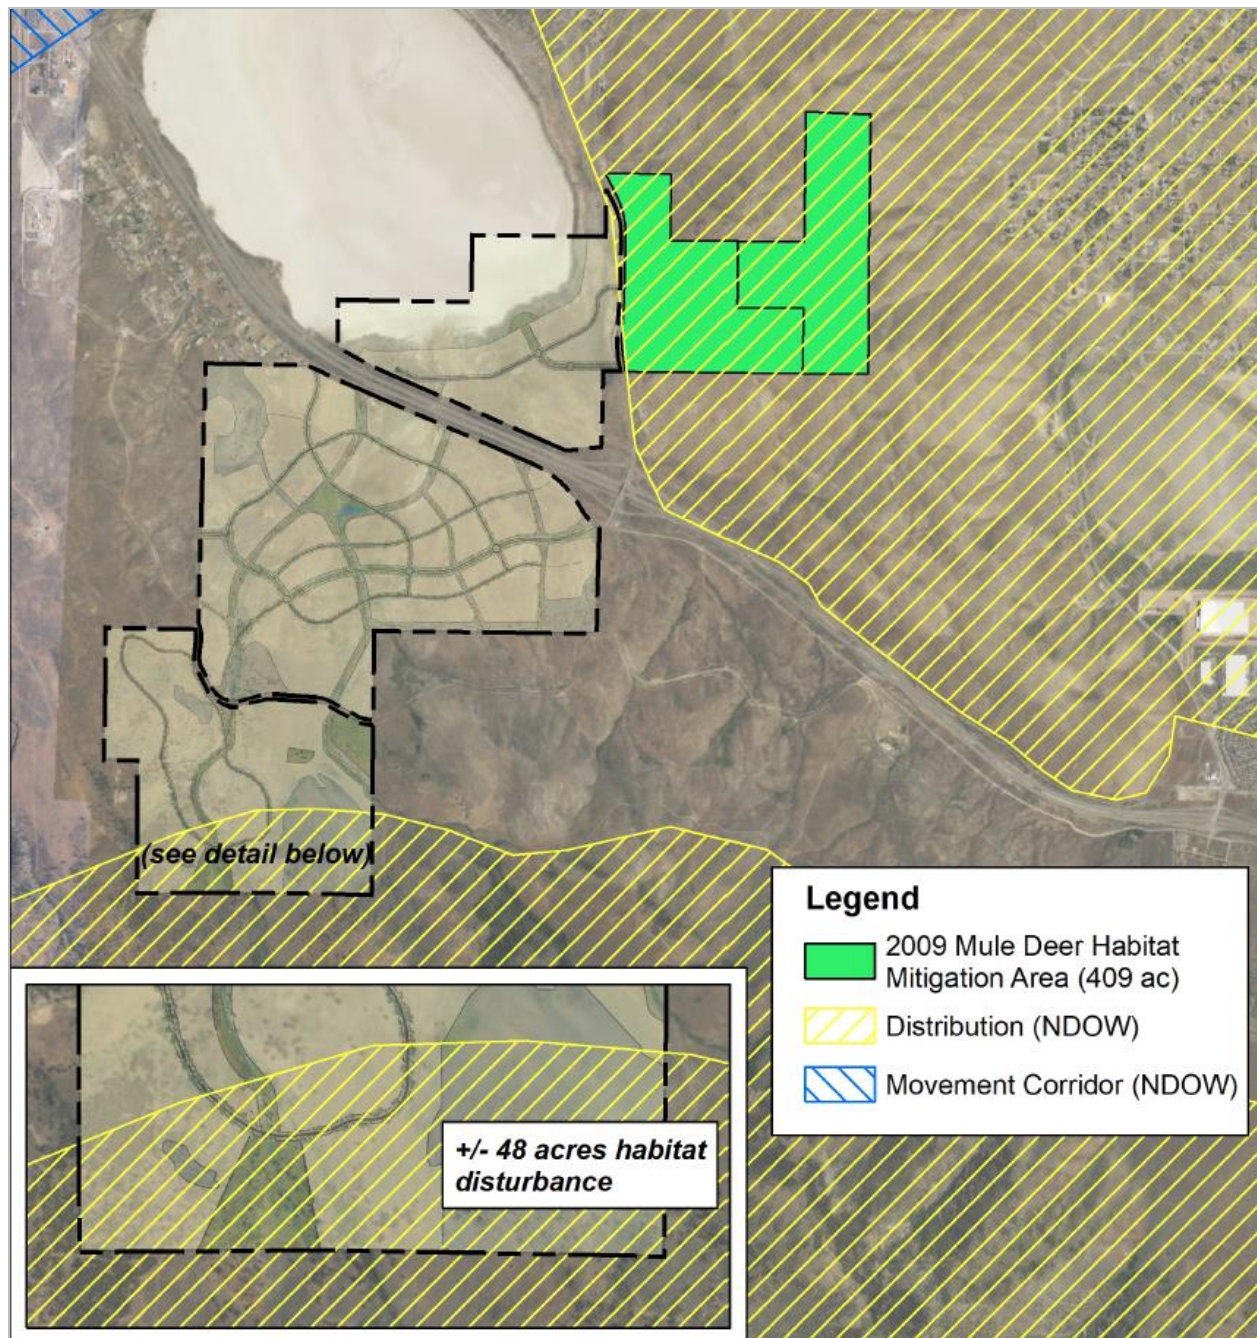 (see detail below)
Legend
2009 Mule Deer Habitat
Mitigation Area (409 ac)
Distribution (NDOW)
Movement Corridor (NDOW)
+/- 48 acres habitat
disturbance